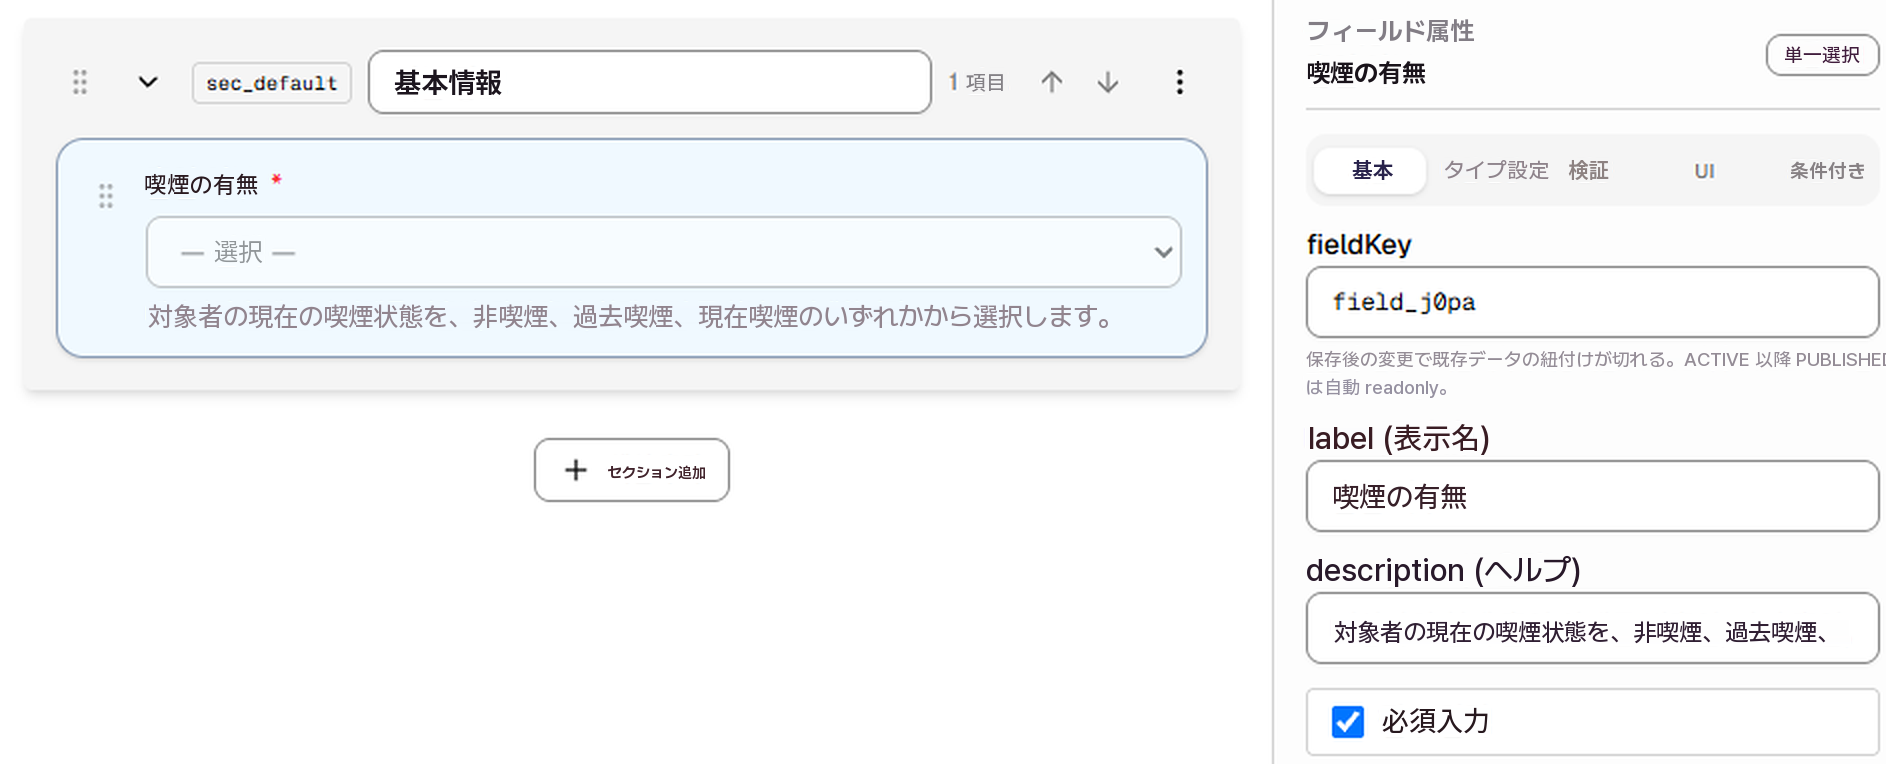 sec_default
基本情報
1 項目
喫煙の有無 *
— 選択 —
対象者の現在の喫煙状態を、非喫煙、過去喫煙、現在喫煙のいずれかから選択します。
セクション追加
フィールド属性
喫煙の有無
単一選択
基本 タイプ設定 検証 UI 条件付き
fieldKey
field_j0pa
保存後の変更で既存データの紐付けが切れる。ACTIVE 以降 PUBLISHED
は自動 readonly。
label (表示名)
喫煙の有無
description (ヘルプ)
対象者の現在の喫煙状態を、非喫煙、過去喫煙、
必須入力